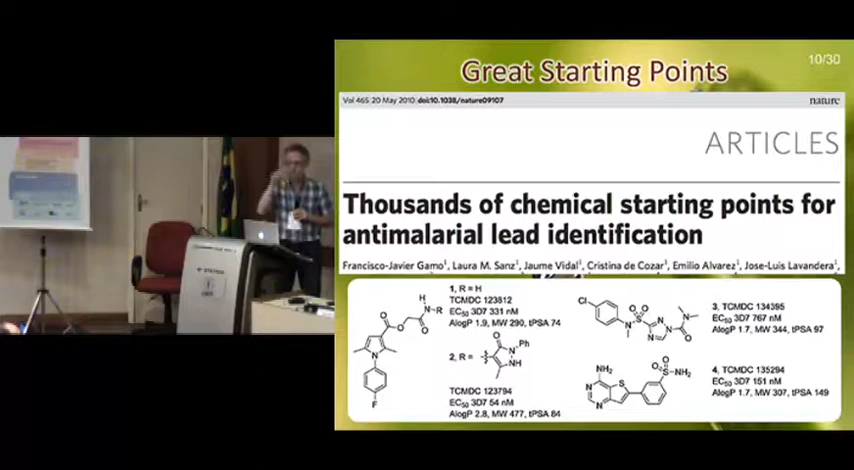 10/30
Great Starting Points
Vol 465|20 May 2010|doi:10.1038/nature09107
nature
ARTICLES
Thousands of chemical starting points for
antimalarial lead identification
Francisco-Javier Gamo¹, Laura M. Sanz¹, Jaume Vidal¹, Cristina de Cozar¹, Emilio Alvarez¹, Jose-Luis Lavandera¹,
1, R = H
TCMDC 123812
EC₅₀ 3D7 331 nM
AlogP 1.9, MW 290, tPSA 74
2, R =
TCMDC 123794
EC₅₀ 3D7 54 nM
AlogP 2.8, MW 477, tPSA 84
3, TCMDC 134395
EC₅₀ 3D7 767 nM
AlogP 1.7, MW 344, tPSA 97
4, TCMDC 135294
EC₅₀ 3D7 151 nM
AlogP 1.7, MW 307, tPSA 149
O
O
O
H
N-R
N
F
O
N
Ph
NH
Cl
N
O₂
S
N
N
N
O
N
NH₂
N
N
S
O₂
S
NH₂